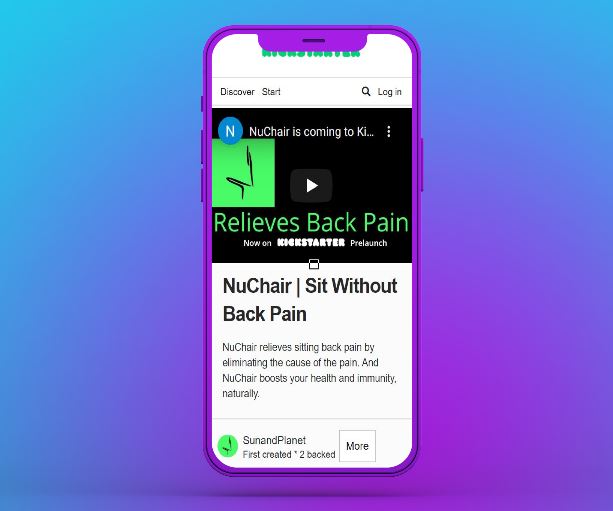 KICKSTARTER
Discover Start Log in
N NuChair is coming to Ki...
Relieves Back Pain
Now on KICKSTARTER Prelaunch
NuChair | Sit Without
Back Pain
NuChair relieves sitting back pain by
eliminating the cause of the pain. And
NuChair boosts your health and immunity,
naturally.
SunandPlanet
First created * 2 backed
More